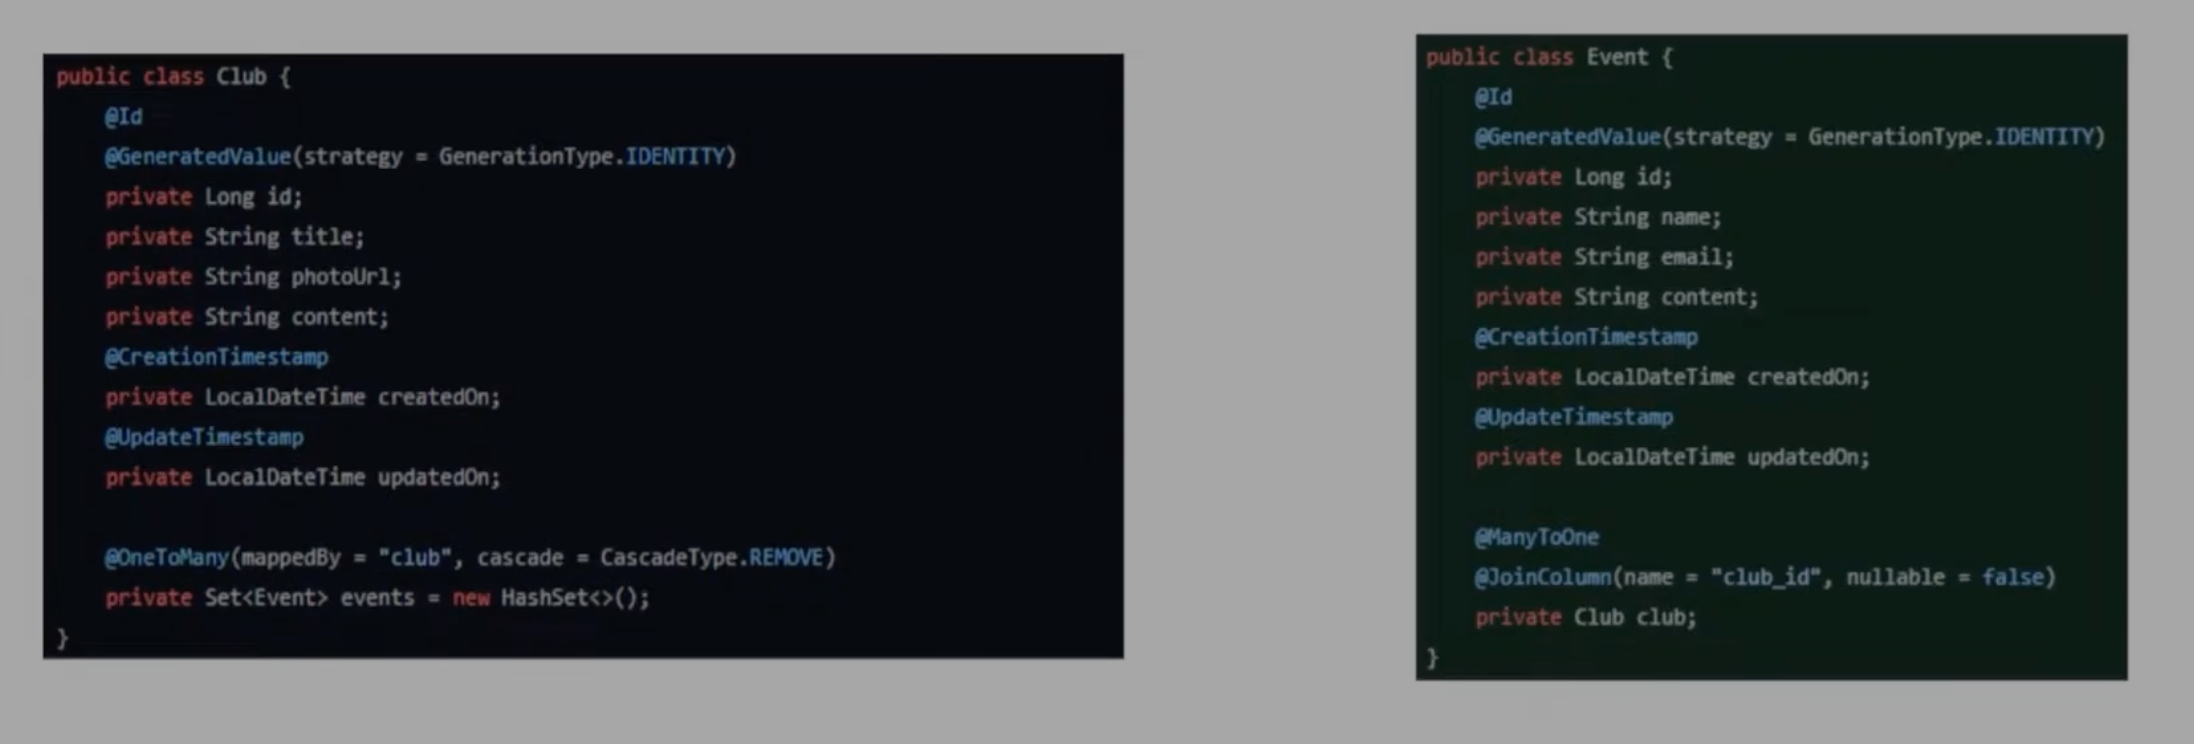 public class Club {
@Id
@GeneratedValue(strategy = GenerationType.IDENTITY)
private Long id;
private String title;
private String photoUrl;
private String content;
@CreationTimestamp
private LocalDateTime createdOn;
@UpdateTimestamp
private LocalDateTime updatedOn;
@OneToMany(mappedBy = "club", cascade = CascadeType.REMOVE)
private Set<Event> events = new HashSet<>();
}
public class Event {
@Id
@GeneratedValue(strategy = GenerationType.IDENTITY)
private Long id;
private String name;
private String email;
private String content;
@CreationTimestamp
private LocalDateTime createdOn;
@UpdateTimestamp
private LocalDateTime updatedOn;
@ManyToOne
@JoinColumn(name = "club_id", nullable = false)
private Club club;
}